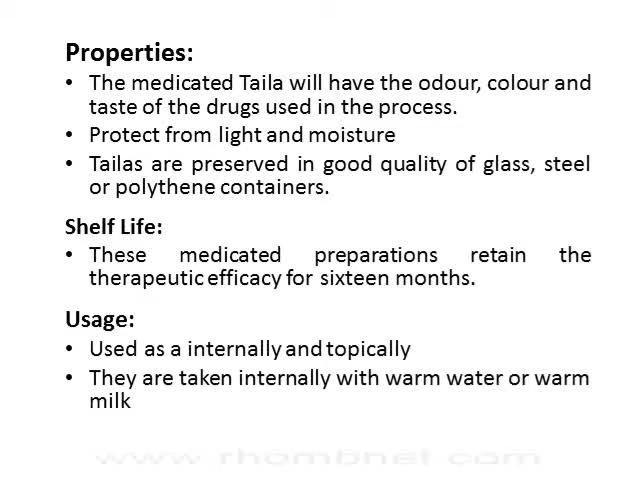 Properties:
• The medicated Taila will have the odour, colour and
taste of the drugs used in the process.
• Protect from light and moisture
• Tailas are preserved in good quality of glass, steel
or polythene containers.
Shelf Life:
• These medicated preparations retain the
therapeutic efficacy for sixteen months.
Usage:
• Used as a internally and topically
• They are taken internally with warm water or warm
milk
www rhombnet com